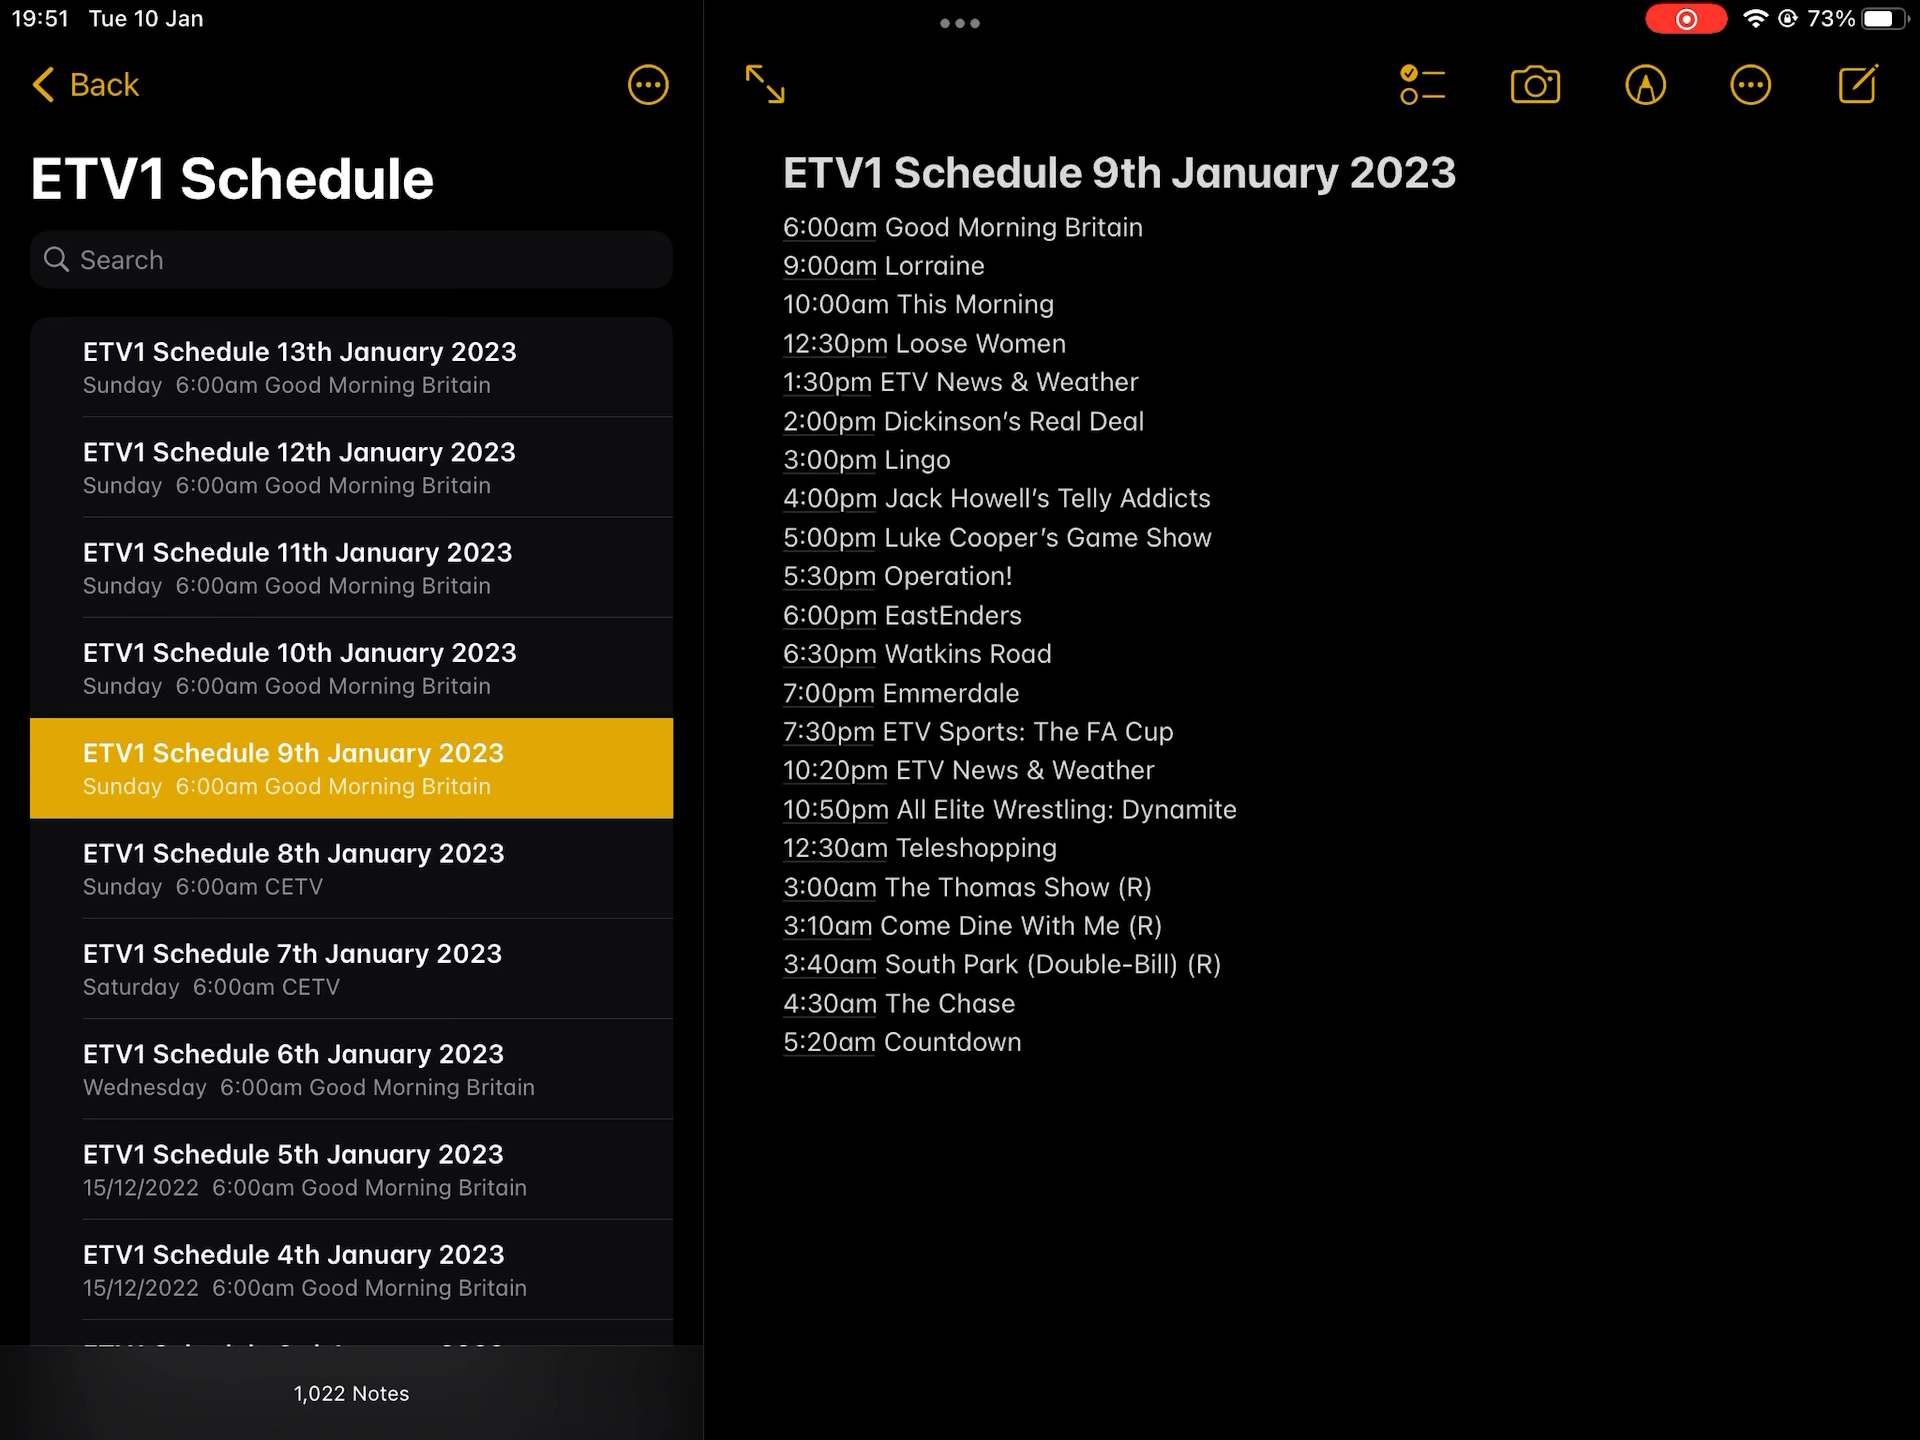 19:51 Tue 10 Jan
73%
Back
ETV1 Schedule
Search
ETV1 Schedule 13th January 2023
Sunday 6:00am Good Morning Britain
ETV1 Schedule 12th January 2023
Sunday 6:00am Good Morning Britain
ETV1 Schedule 11th January 2023
Sunday 6:00am Good Morning Britain
ETV1 Schedule 10th January 2023
Sunday 6:00am Good Morning Britain
ETV1 Schedule 9th January 2023
Sunday 6:00am Good Morning Britain
ETV1 Schedule 8th January 2023
Sunday 6:00am CETV
ETV1 Schedule 7th January 2023
Saturday 6:00am CETV
ETV1 Schedule 6th January 2023
Wednesday 6:00am Good Morning Britain
ETV1 Schedule 5th January 2023
15/12/2022 6:00am Good Morning Britain
ETV1 Schedule 4th January 2023
15/12/2022 6:00am Good Morning Britain
1,022 Notes
ETV1 Schedule 9th January 2023
6:00am Good Morning Britain
9:00am Lorraine
10:00am This Morning
12:30pm Loose Women
1:30pm ETV News & Weather
2:00pm Dickinson's Real Deal
3:00pm Lingo
4:00pm Jack Howell's Telly Addicts
5:00pm Luke Cooper's Game Show
5:30pm Operation!
6:00pm EastEnders
6:30pm Watkins Road
7:00pm Emmerdale
7:30pm ETV Sports: The FA Cup
10:20pm ETV News & Weather
10:50pm All Elite Wrestling: Dynamite
12:30am Teleshopping
3:00am The Thomas Show (R)
3:10am Come Dine With Me (R)
3:40am South Park (Double-Bill) (R)
4:30am The Chase
5:20am Countdown